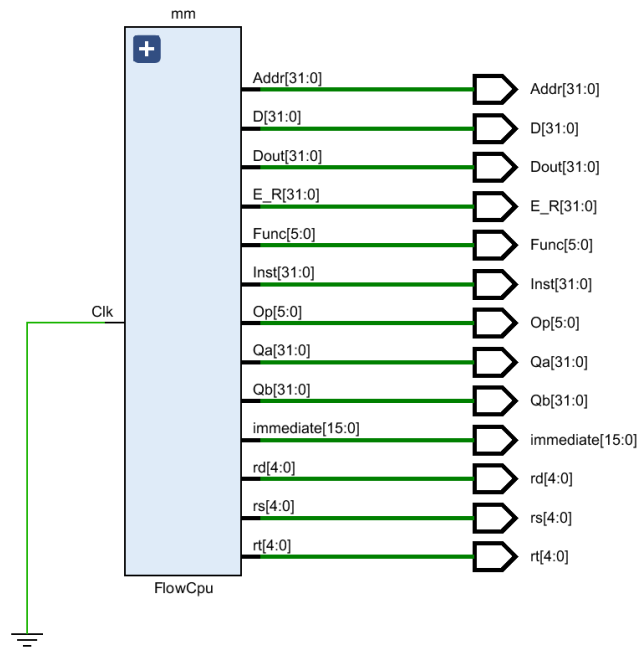 mm
Addr[31:0] Addr[31:0]
D[31:0] D[31:0]
Dout[31:0] Dout[31:0]
E_R[31:0] E_R[31:0]
Func[5:0] Func[5:0]
Inst[31:0] Inst[31:0]
Clk Op[5:0] Op[5:0]
Qa[31:0] Qa[31:0]
Qb[31:0] Qb[31:0]
immediate[15:0] immediate[15:0]
rd[4:0] rd[4:0]
rs[4:0] rs[4:0]
rt[4:0] rt[4:0]
FlowCpu